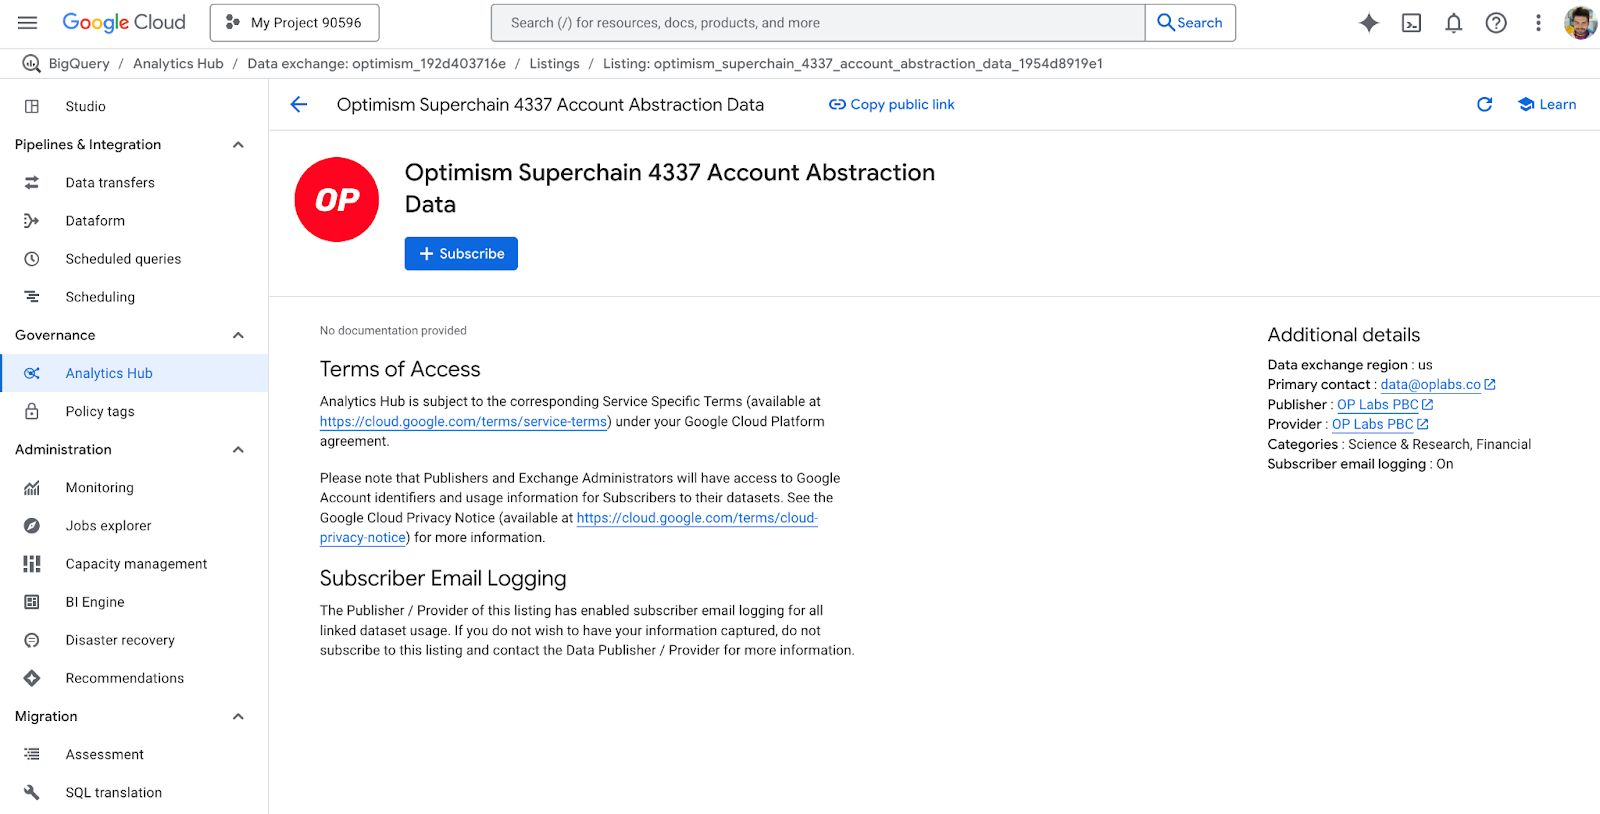 Google Cloud
My Project 90596
Search (/) for resources, docs, products, and more
Search
BigQuery / Analytics Hub / Data exchange: optimism_192d403716e / Listings / Listing: optimism_superchain_4337_account_abstraction_data_1954d8919e1
Studio
Pipelines & Integration
Data transfers
Dataform
Scheduled queries
Scheduling
Governance
Analytics Hub
Policy tags
Administration
Monitoring
Jobs explorer
Capacity management
BI Engine
Disaster recovery
Recommendations
Migration
Assessment
SQL translation
Optimism Superchain 4337 Account Abstraction Data
Copy public link
Learn
OP
Optimism Superchain 4337 Account Abstraction
Data
+ Subscribe
No documentation provided
Terms of Access
Analytics Hub is subject to the corresponding Service Specific Terms (available at
https://cloud.google.com/terms/service-terms) under your Google Cloud Platform
agreement.
Please note that Publishers and Exchange Administrators will have access to Google
Account identifiers and usage information for Subscribers to their datasets. See the
Google Cloud Privacy Notice (available at https://cloud.google.com/terms/cloud-
privacy-notice) for more information.
Subscriber Email Logging
The Publisher / Provider of this listing has enabled subscriber email logging for all
linked dataset usage. If you do not wish to have your information captured, do not
subscribe to this listing and contact the Data Publisher / Provider for more information.
Additional details
Data exchange region : us
Primary contact : data@oplabs.co
Publisher : OP Labs PBC
Provider : OP Labs PBC
Categories : Science & Research, Financial
Subscriber email logging : On